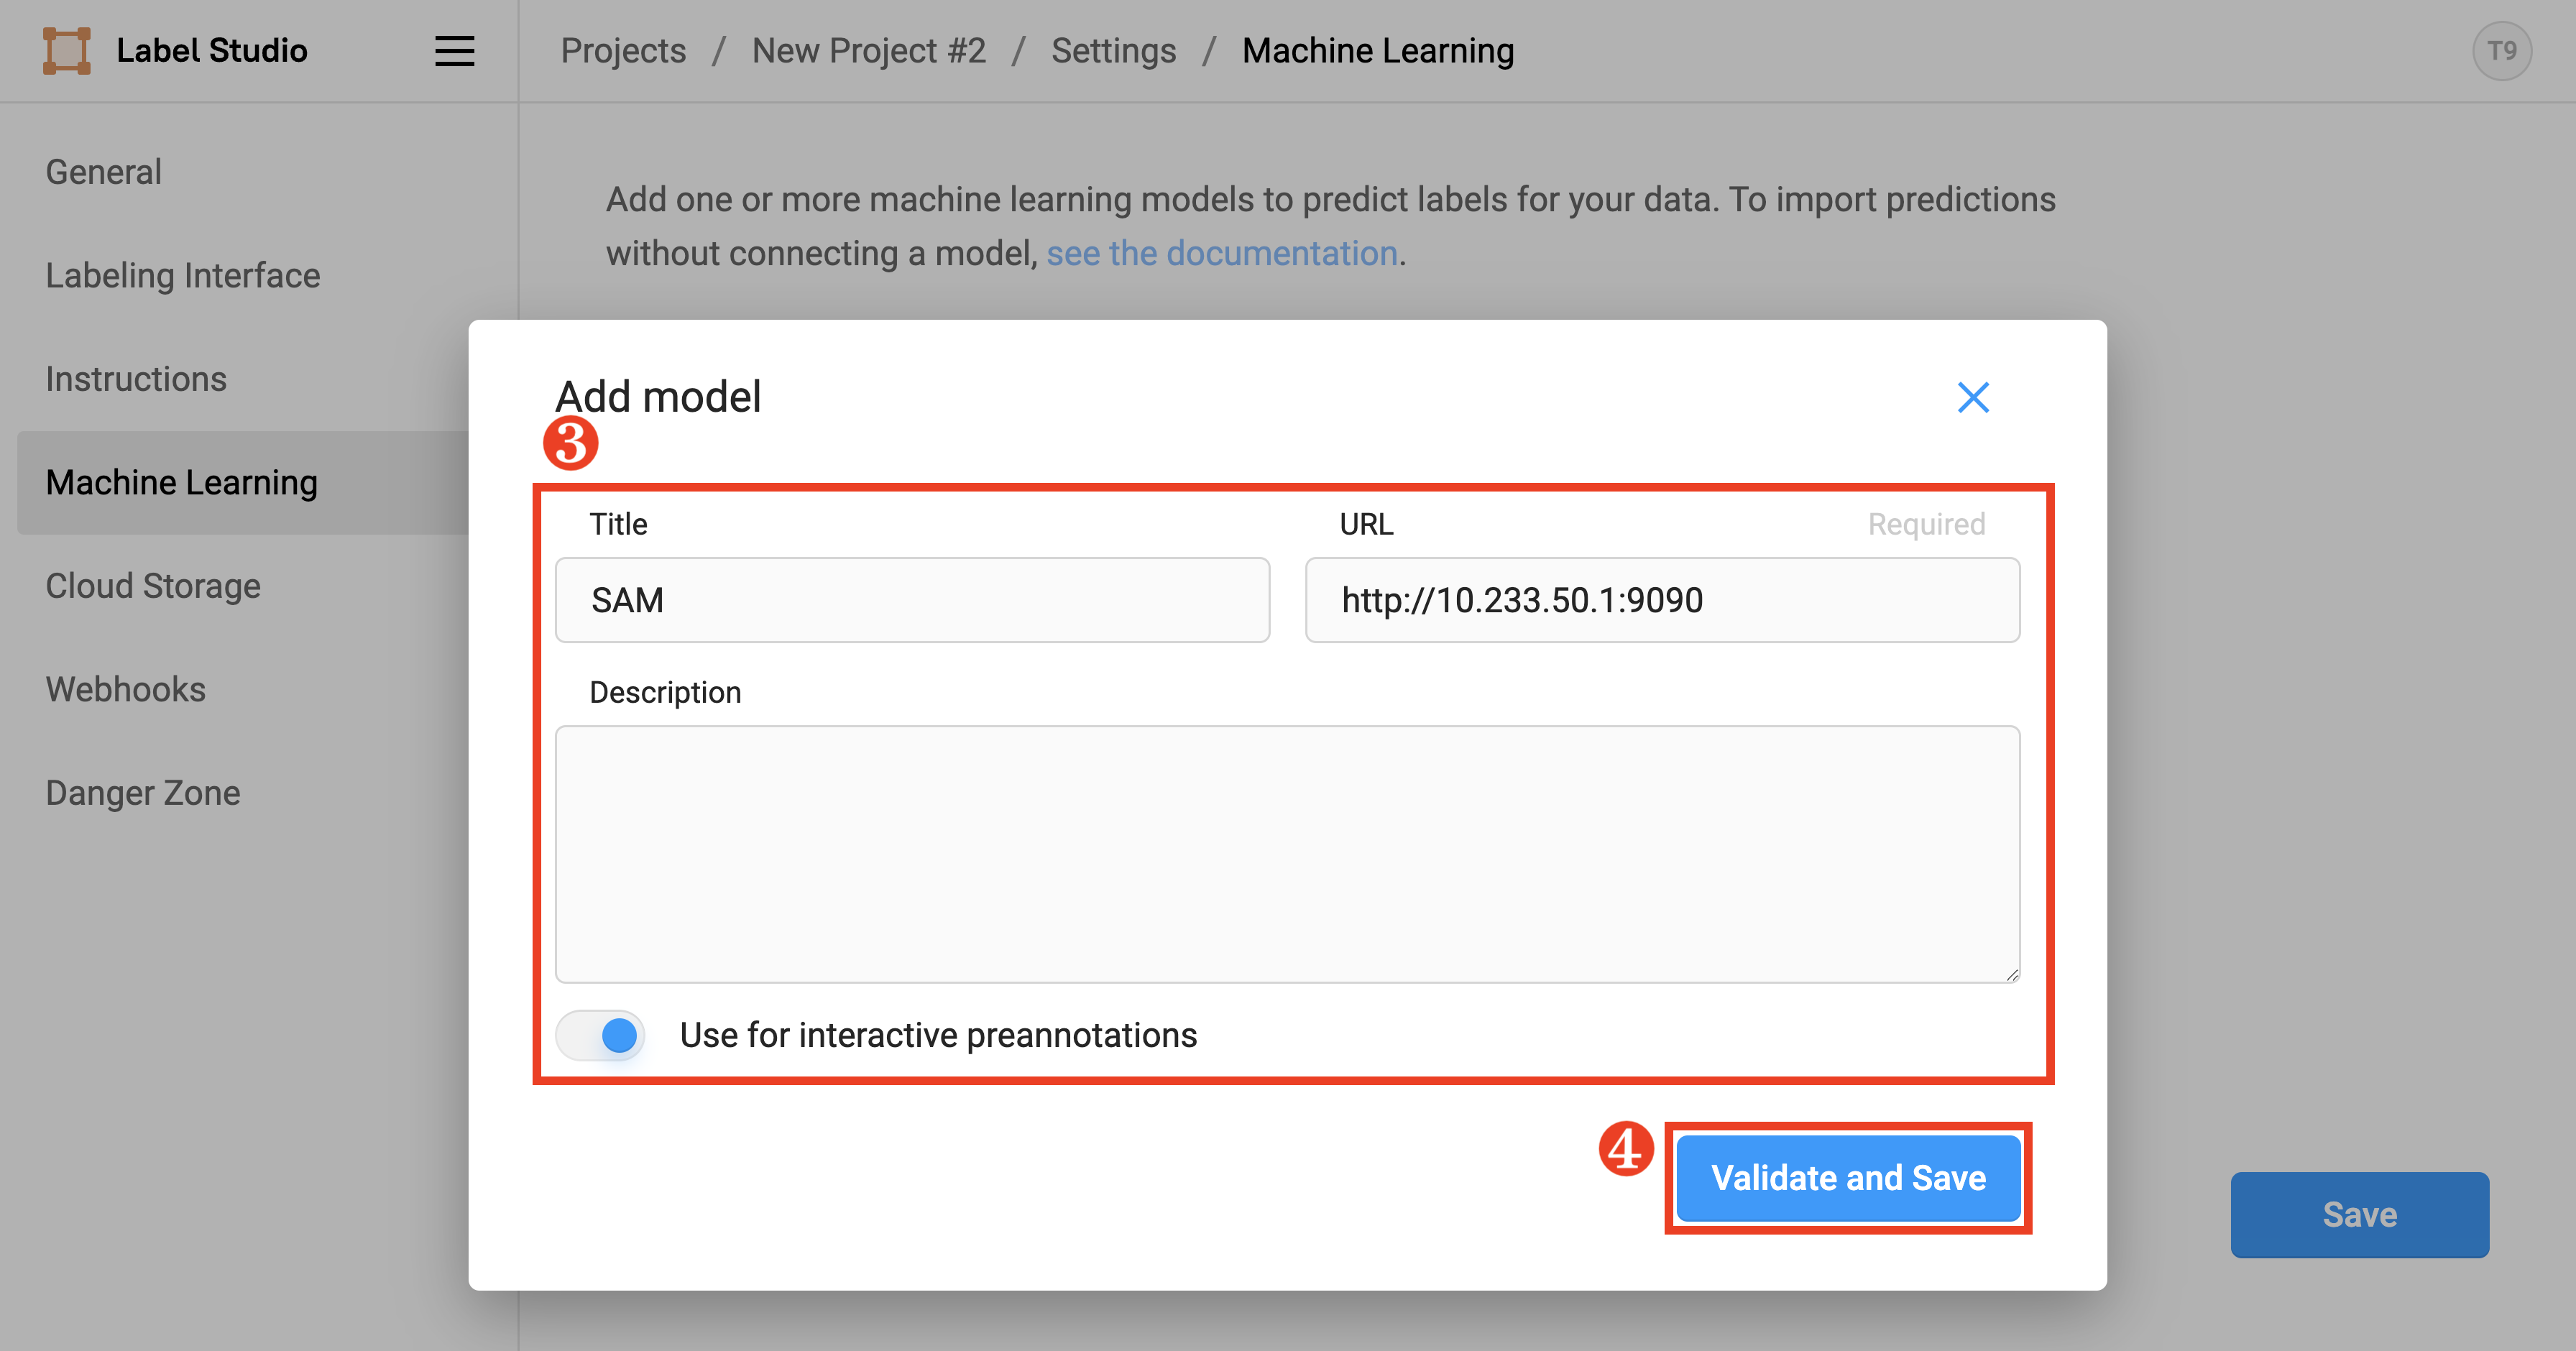 Label Studio
Projects / New Project #2 / Settings / Machine Learning
T9
General
Labeling Interface
Instructions
Machine Learning
Cloud Storage
Webhooks
Danger Zone
Add one or more machine learning models to predict labels for your data. To import predictions
without connecting a model, see the documentation.
Add model
3
Title
URL
Required
SAM
http://10.233.50.1:9090
Description
Use for interactive preannotations
4
Validate and Save
Save